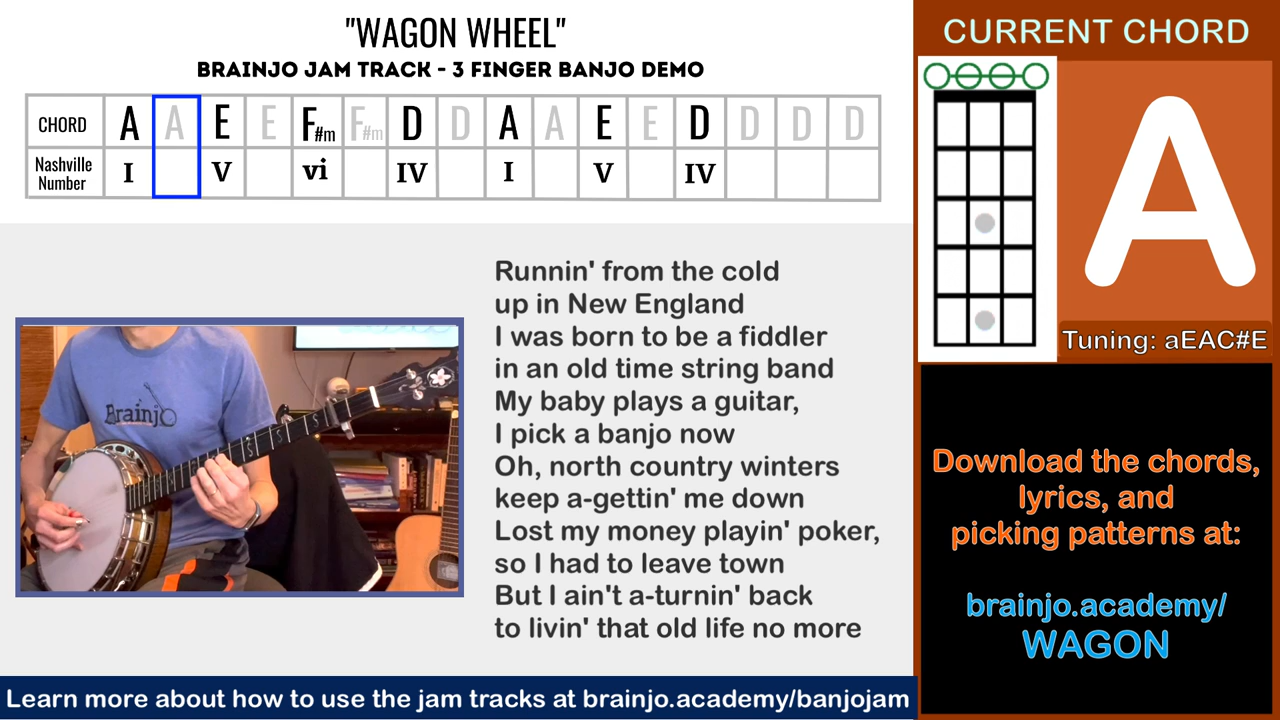 "WAGON WHEEL"
BRAINJO JAM TRACK - 3 FINGER BANJO DEMO
CHORD A A E E F#m F#m D D A A E E D D D D
Nashville
Number I V vi IV I V IV
Runnin' from the cold
up in New England
I was born to be a fiddler
in an old time string band
My baby plays a guitar,
I pick a banjo now
Oh, north country winters
keep a-gettin' me down
Lost my money playin' poker,
so I had to leave town
But I ain't a-turnin' back
to livin' that old life no more
Brainjo
Learn more about how to use the jam tracks at brainjo.academy/banjojam
CURRENT CHORD
A
Tuning: aEAC#E
Download the chords,
lyrics, and
picking patterns at:
brainjo.academy/
WAGON